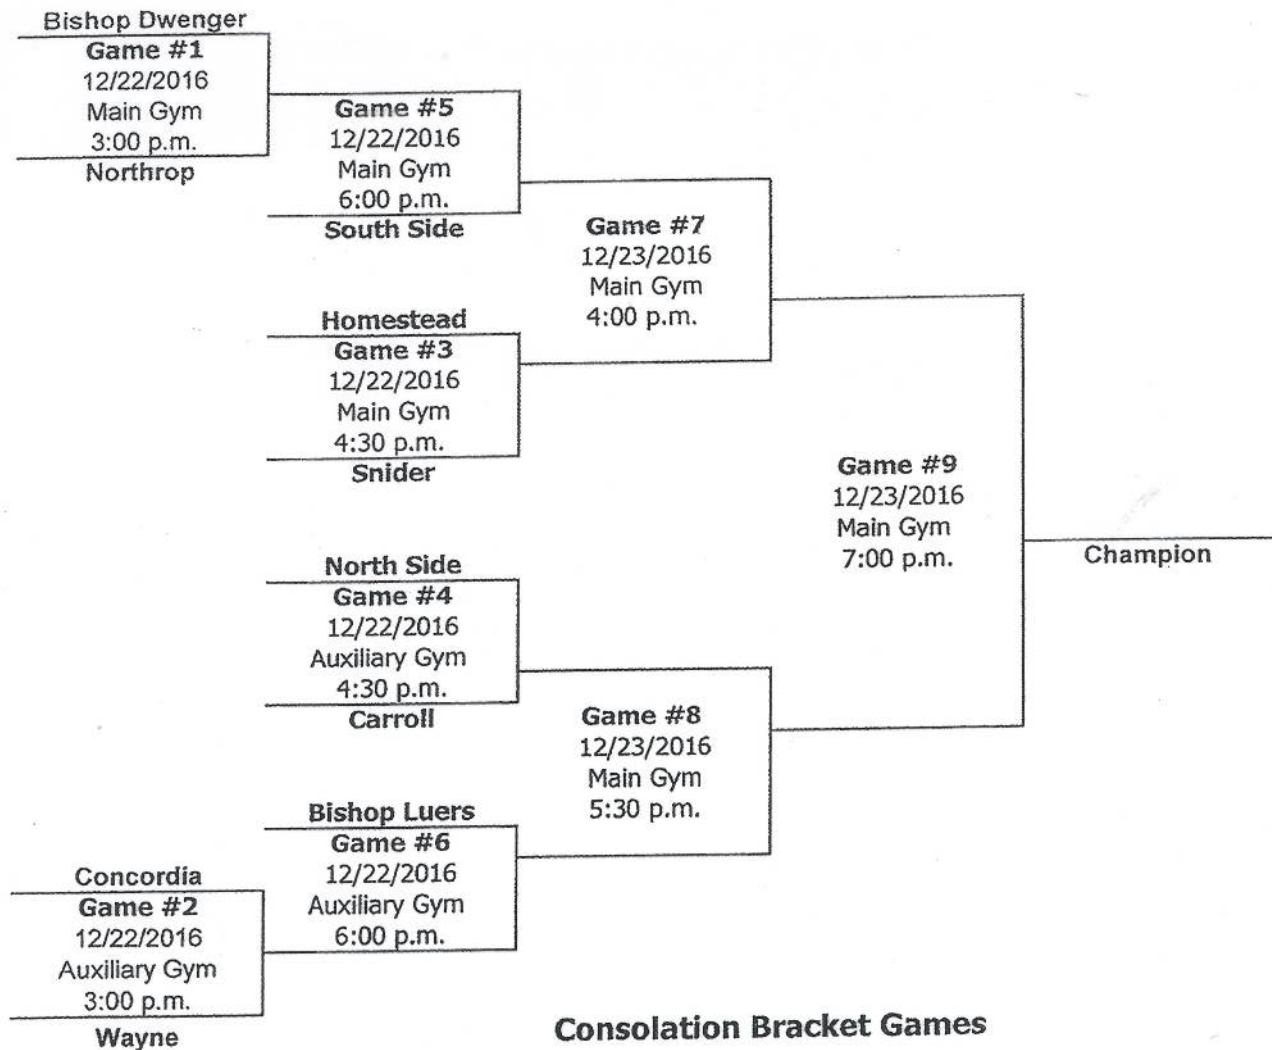 Bishop Dwenger
Game #1
12/22/2016
Main Gym
3:00 p.m.
Northrop
Game #5
12/22/2016
Main Gym
6:00 p.m.
South Side
Homestead
Game #3
12/22/2016
Main Gym
4:30 p.m.
Snider
Game #7
12/23/2016
Main Gym
4:00 p.m.
North Side
Game #4
12/22/2016
Auxiliary Gym
4:30 p.m.
Carroll
Bishop Luers
Game #6
12/22/2016
Auxiliary Gym
6:00 p.m.
Concordia
Game #2
12/22/2016
Auxiliary Gym
3:00 p.m.
Wayne
Game #8
12/23/2016
Main Gym
5:30 p.m.
Game #9
12/23/2016
Main Gym
7:00 p.m.
Champion
Consolation Bracket Games